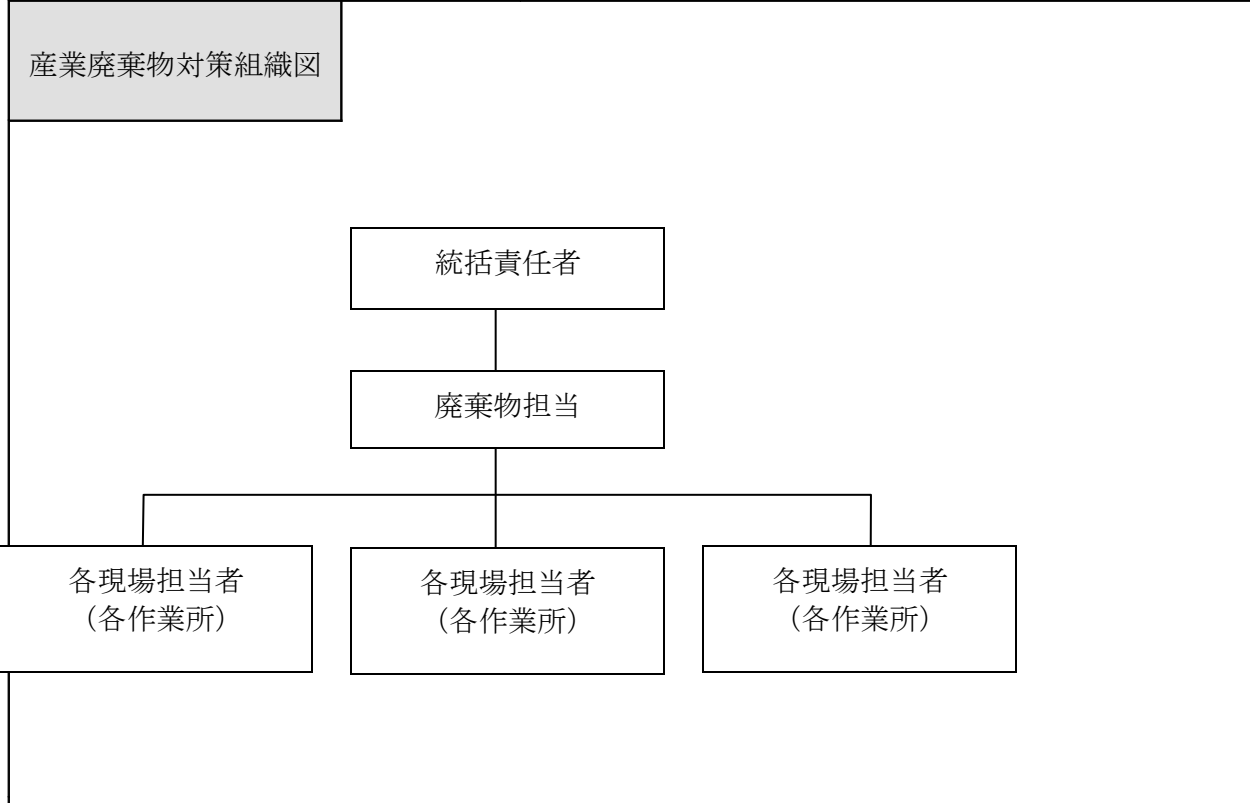 産業廃棄物対策組織図
統括責任者
廃棄物担当
各現場担当者
（各作業所）
各現場担当者
（各作業所）
各現場担当者
（各作業所）